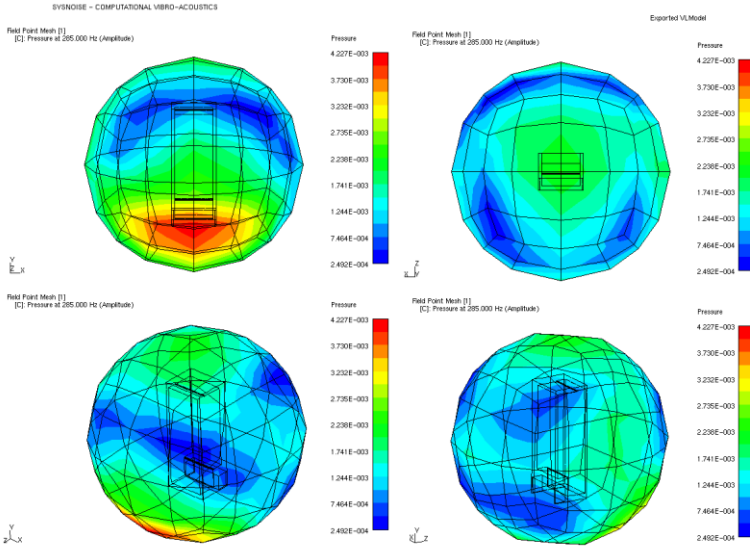 SYSNOISE - COMPUTATIONAL VIBRO-ACOUSTICS
Exported VLModel
Field Point Mesh [1]
[C]: Pressure at 285.000 Hz (Amplitude)
Pressure
4.227E-003
3.730E-003
3.232E-003
2.735E-003
2.238E-003
1.741E-003
1.244E-003
7.464E-004
2.492E-004
Y
Z X
Field Point Mesh [1]
[C]: Pressure at 285.000 Hz (Amplitude)
Pressure
4.227E-003
3.730E-003
3.232E-003
2.735E-003
2.238E-003
1.741E-003
1.244E-003
7.464E-004
2.492E-004
Z
X Y
Field Point Mesh [1]
[C]: Pressure at 285.000 Hz (Amplitude)
Pressure
4.227E-003
3.730E-003
3.232E-003
2.735E-003
2.238E-003
1.741E-003
1.244E-003
7.464E-004
2.492E-004
Y
Z X
Field Point Mesh [1]
[C]: Pressure at 285.000 Hz (Amplitude)
Pressure
4.227E-003
3.730E-003
3.232E-003
2.735E-003
2.238E-003
1.741E-003
1.244E-003
7.464E-004
2.492E-004
Y
X Z